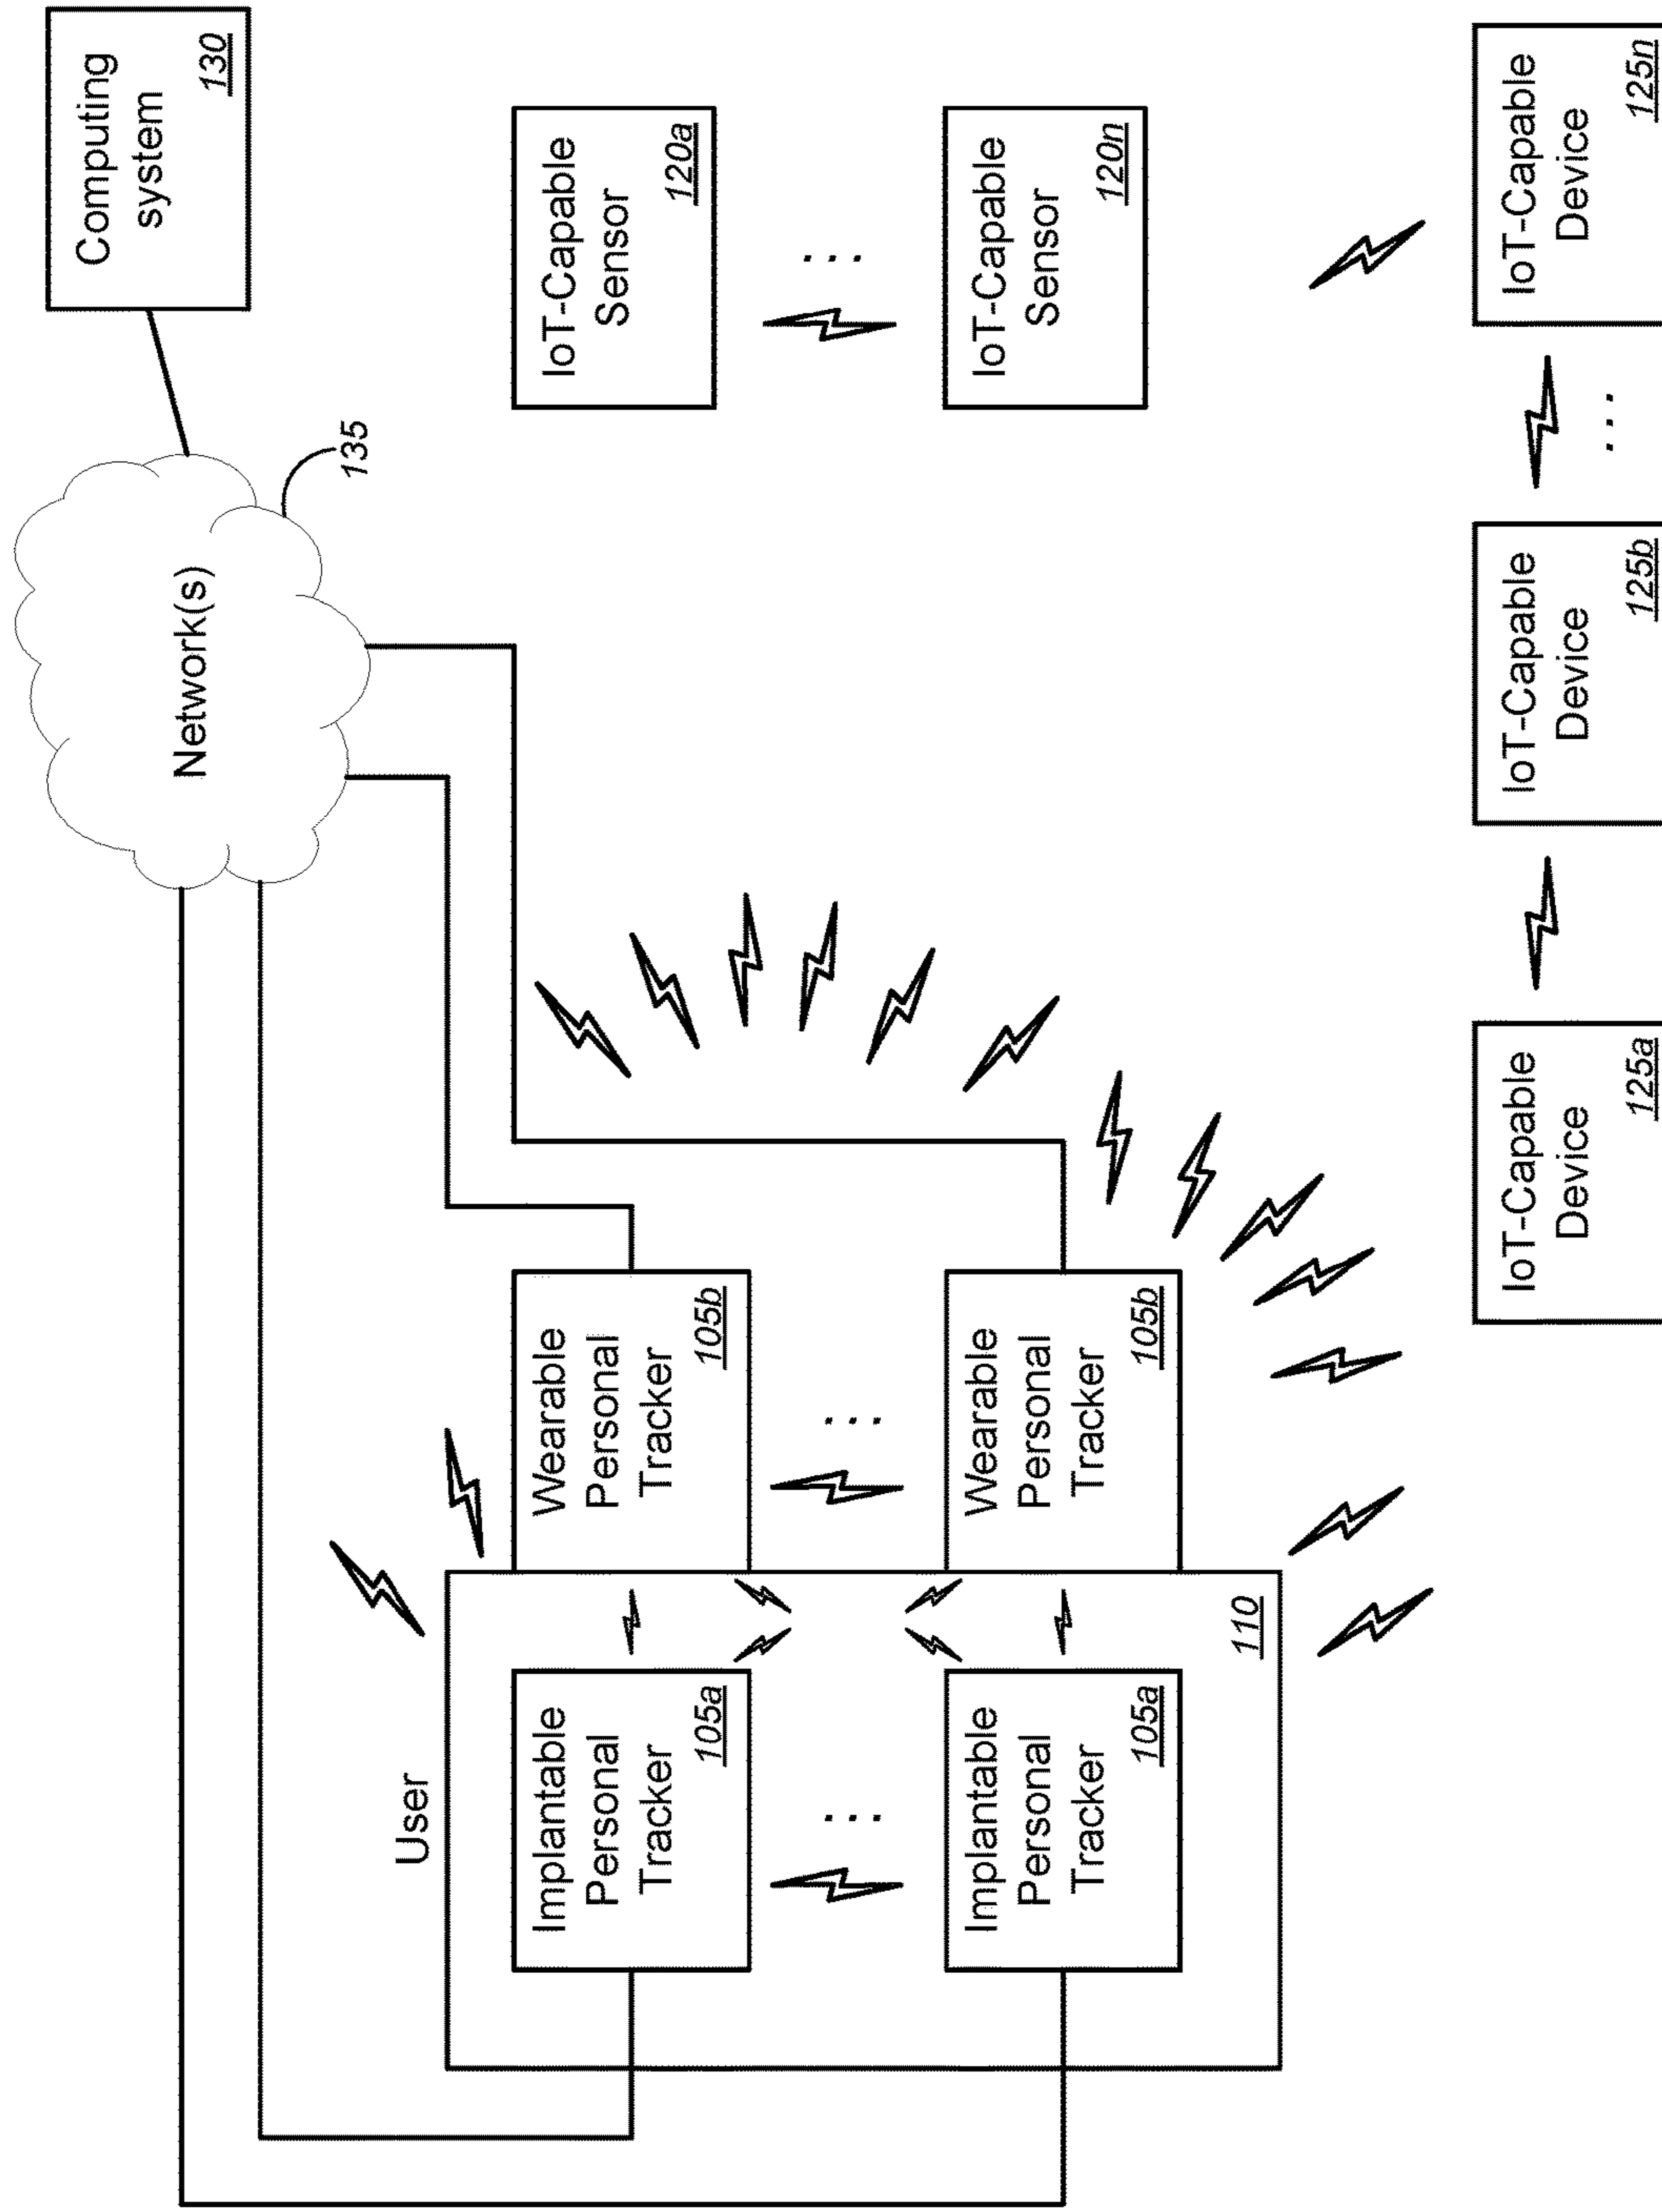 Computing
system
130
Network(s)
135
User
Implantable
Personal
Tracker
105a
Wearable
Personal
Tracker
105b
IoT-Capable
Sensor
120a
. . .
. . .
. . .
Implantable
Personal
Tracker
105a
Wearable
Personal
Tracker
105b
IoT-Capable
Sensor
120n
110
IoT-Capable
Device
125a
IoT-Capable
Device
125b
. . .
IoT-Capable
Device
125n